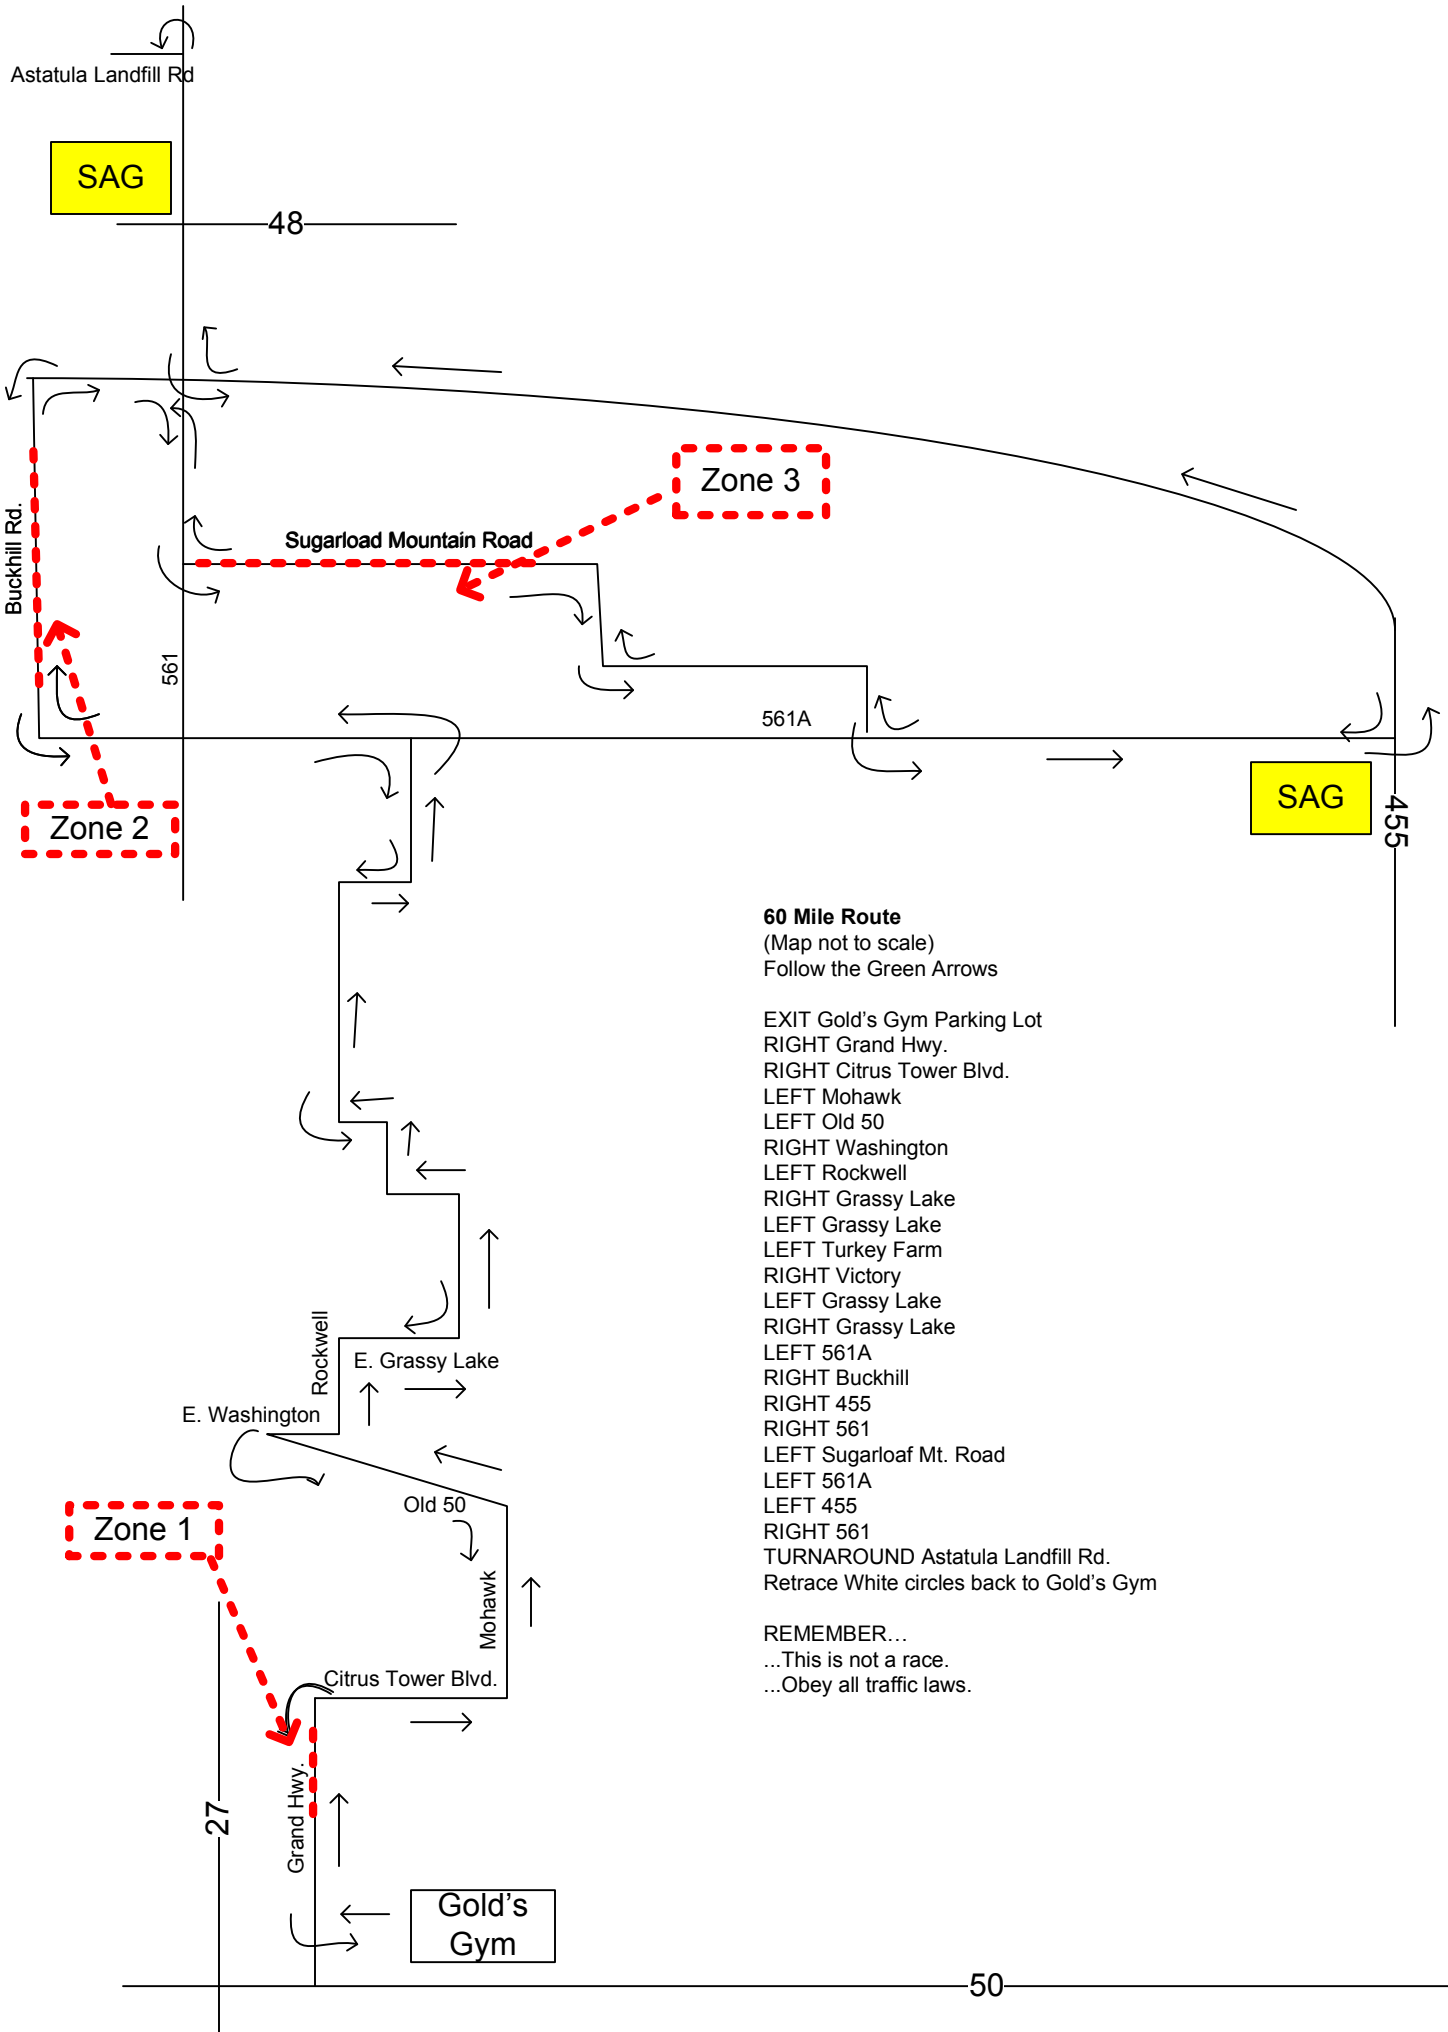 Astatula Landfill Rd
SAG
48
Zone 3
Sugarload Mountain Road
Buckhill Rd.
561
561A
SAG
455
Zone 2
60 Mile Route
(Map not to scale)
Follow the Green Arrows
EXIT Gold's Gym Parking Lot
RIGHT Grand Hwy.
RIGHT Citrus Tower Blvd.
LEFT Mohawk
LEFT Old 50
RIGHT Washington
LEFT Rockwell
RIGHT Grassy Lake
LEFT Grassy Lake
LEFT Turkey Farm
RIGHT Victory
LEFT Grassy Lake
RIGHT Grassy Lake
LEFT 561A
RIGHT Buckhill
RIGHT 455
RIGHT 561
LEFT Sugarloaf Mt. Road
LEFT 561A
LEFT 455
RIGHT 561
TURNAROUND Astatula Landfill Rd.
Retrace White circles back to Gold's Gym
REMEMBER…
...This is not a race.
...Obey all traffic laws.
Rockwell
E. Grassy Lake
E. Washington
Old 50
Zone 1
Mohawk
Citrus Tower Blvd.
Grand Hwy.
27
Gold's
Gym
50